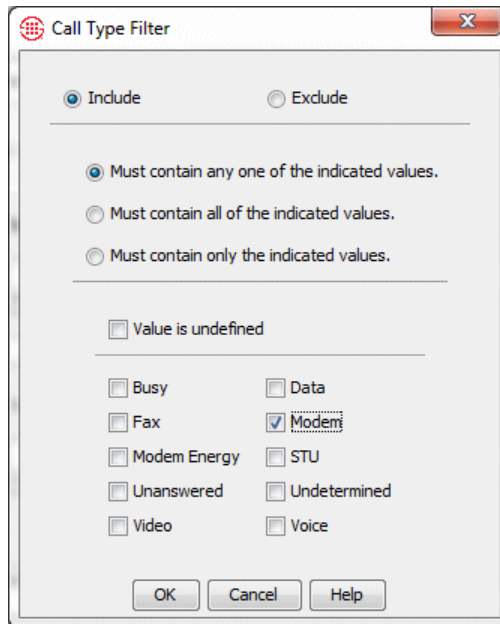 Call Type Filter
Include Exclude
Must contain any one of the indicated values.
Must contain all of the indicated values.
Must contain only the indicated values.
Value is undefined
Busy Data
Fax Modem
Modem Energy STU
Unanswered Undetermined
Video Voice
OK Cancel Help